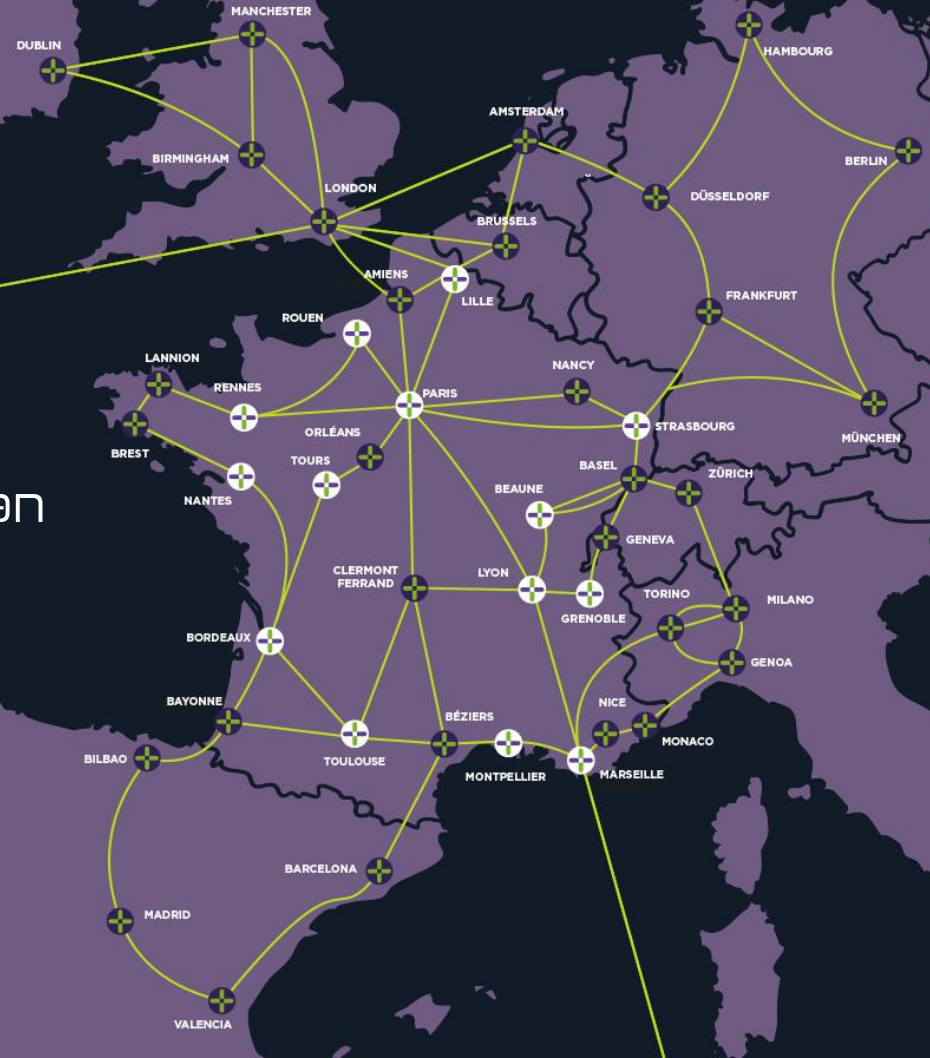 MANCHESTER
DUBLIN
HAMBOURG
AMSTERDAM
BIRMINGHAM
BERLIN
LONDON
DÜSSELDORF
BRUSSELS
AMIENS
LILLE
FRANKFURT
ROUEN
LANNION
NANCY
RENNES
PARIS
STRASBOURG
ORLÉANS
MÜNCHEN
BREST
TOURS
BASEL
ZÜRICH
NANTES
BEAUNE
GENEVA
CLERMONT
FERRAND
LYON
TORINO
MILANO
GRENOBLE
BORDEAUX
GENOA
BAYONNE
NICE
BÉZIERS
MONACO
BILBAO
TOULOUSE
MONTPELLIER
MARSEILLE
BARCELONA
MADRID
VALENCIA